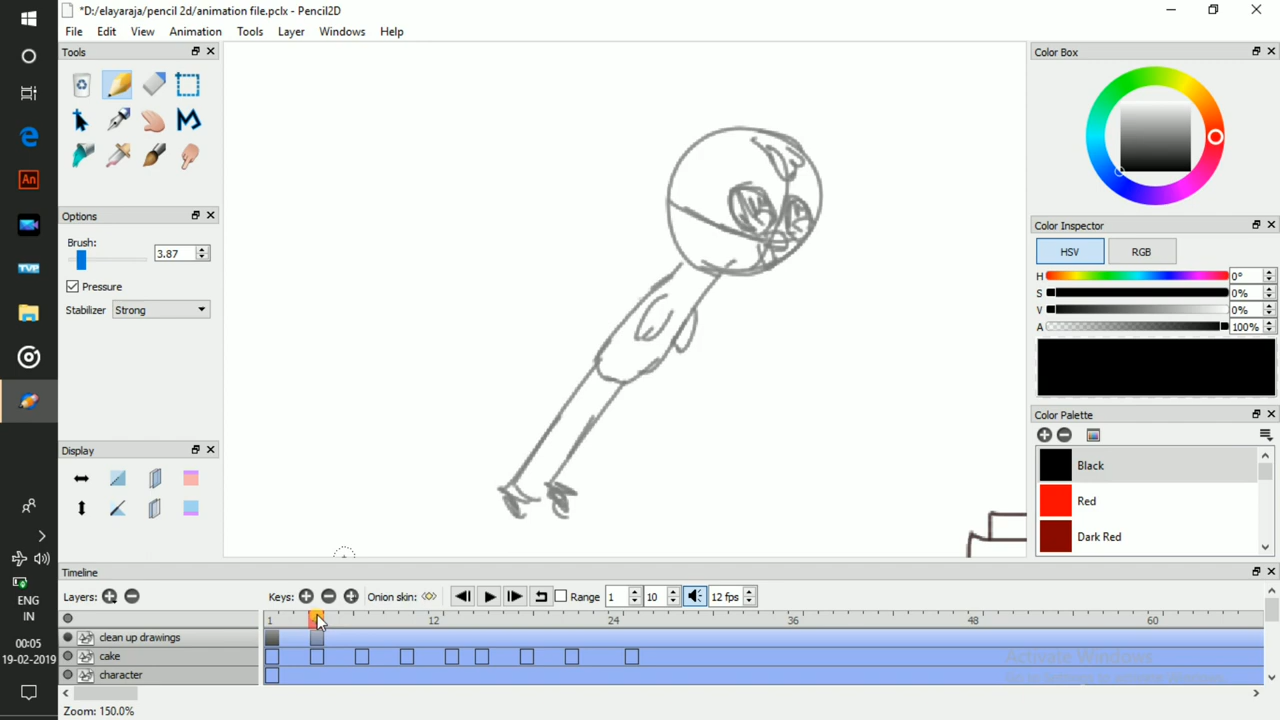 *D:/elayaraja/pencil 2d/animation file.pclx - Pencil2D
File Edit View Animation Tools Layer Windows Help
Tools
Color Box
An
TVP
Options
Brush:
3.87
Pressure
Stabilizer Strong
Color Inspector
HSV RGB
H 0°
S 0%
V 0%
A 100%
Color Palette
Black
Red
Dark Red
Display
Timeline
Layers: Keys: Onion skin: Range 1 10 12 fps
1 12 24 36 48 60
clean up drawings
cake
character
Activate Windows
Zoom: 150.0%
ENG
IN
00:05
19-02-2019